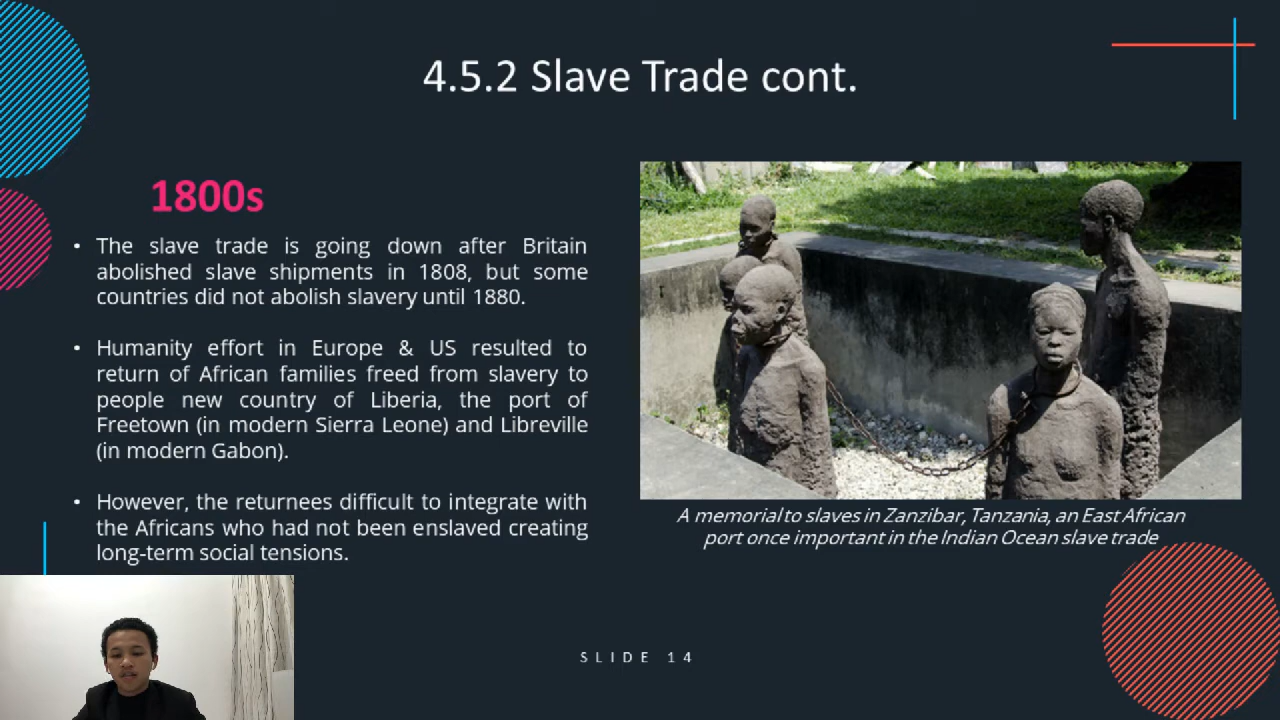 4.5.2 Slave Trade cont.
1800s
• The slave trade is going down after Britain
abolished slave shipments in 1808, but some
countries did not abolish slavery until 1880.
• Humanity effort in Europe & US resulted to
return of African families freed from slavery to
people new country of Liberia, the port of
Freetown (in modern Sierra Leone) and Libreville
(in modern Gabon).
• However, the returnees difficult to integrate with
the Africans who had not been enslaved creating
long-term social tensions.
A memorial to slaves in Zanzibar, Tanzania, an East African
port once important in the Indian Ocean slave trade
SLIDE 14